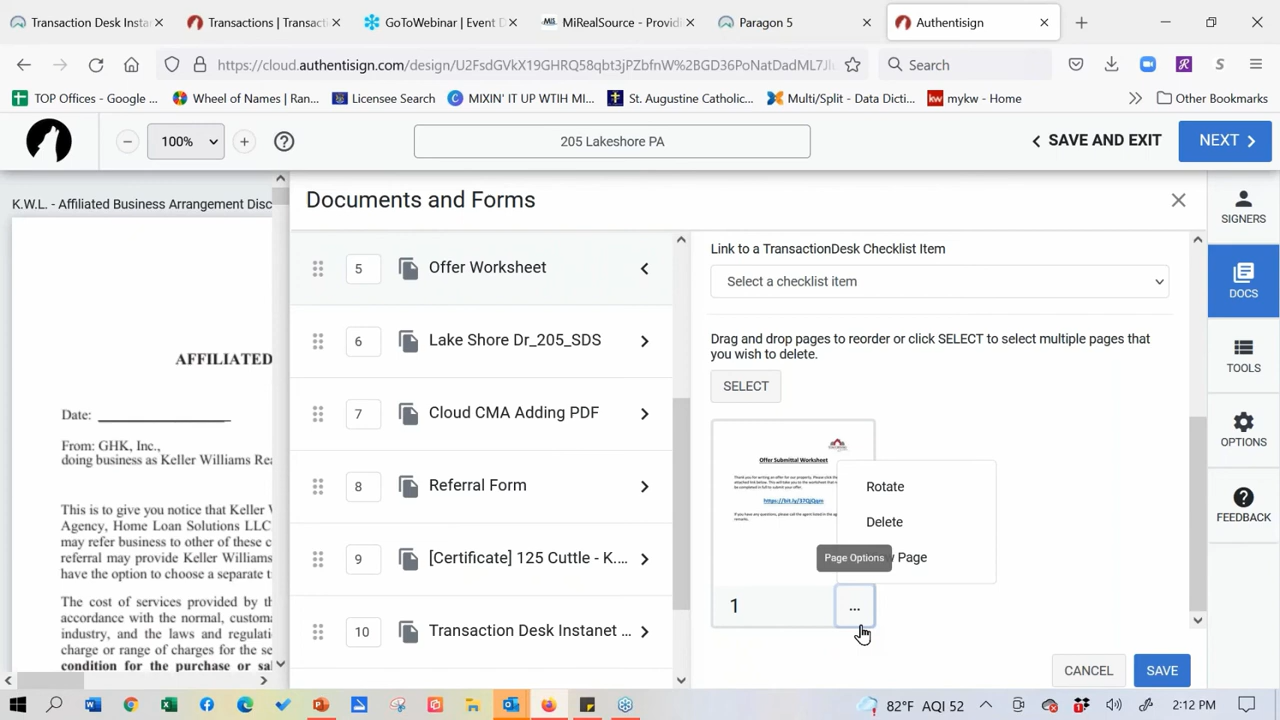 Transaction Desk Insta
Transactions | Transact
GoToWebinar | Event D
MiRealSource - Providi
Paragon 5
Authentisign
https://cloud.authentisign.com/design/
Search
TOP Offices - Google ...
Wheel of Names | Ran...
Licensee Search
MIXIN' IT UP WTIH MI...
St. Augustine Catholic...
Multi/Split - Data Dicti...
mykw - Home
Other Bookmarks
100%
205 Lakeshore PA
SAVE AND EXIT
NEXT
K.W.L. - Affiliated Business Arrangement Disc
AFFILIATED
Date:
From: GHK, Inc.,
doing business as Keller Williams Rea
This is to give you notice that Keller
Agency, Home Loan Solutions LLC
may refer business to other of these c
referral may provide Keller Williams
have the option to choose a separate t
The cost of services provided by th
accordance with the normal, custom
industry, and the laws and regulati
charge or range of charges for the se
condition for the purchase or sa
Documents and Forms
5 Offer Worksheet
6 Lake Shore Dr_205_SDS
7 Cloud CMA Adding PDF
8 Referral Form
9 [Certificate] 125 Cuttle - K....
10 Transaction Desk Instanet ...
Link to a TransactionDesk Checklist Item
Select a checklist item
Drag and drop pages to reorder or click SELECT to select multiple pages that
you wish to delete.
SELECT
Offer Submittal Worksheet
Rotate
Delete
Page
Page Options
1
...
CANCEL
SAVE
SIGNERS
DOCS
TOOLS
OPTIONS
FEEDBACK
82°F AQI 52
2:12 PM